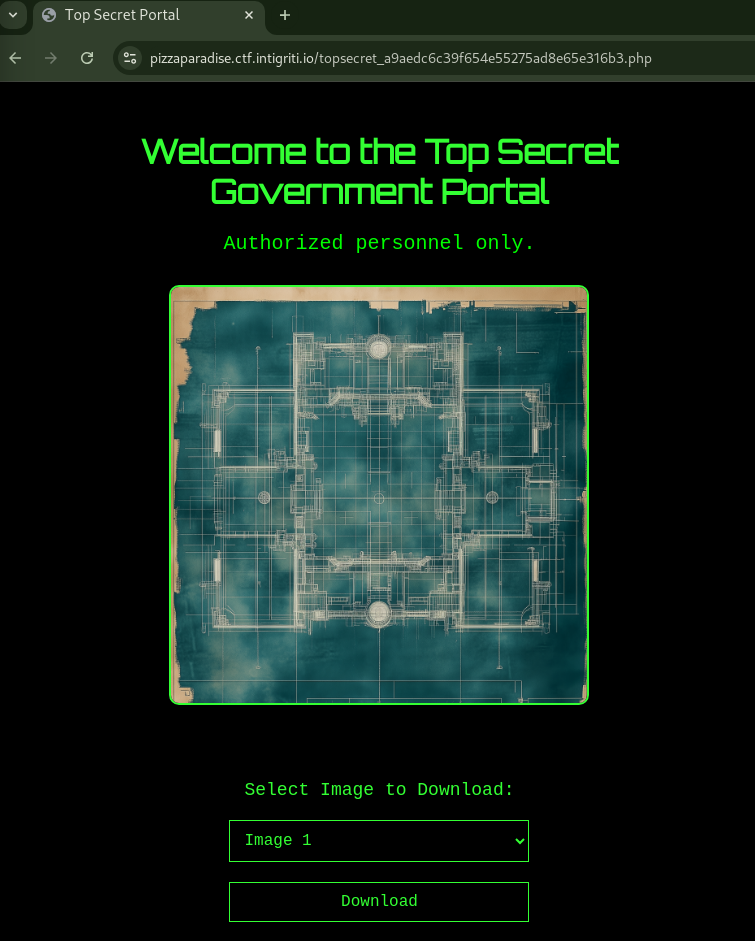 Top Secret Portal
pizzaparadise.ctf.intigriti.io/topsecret_a9aedc6c39f654e55275ad8e65e316b3.php
Welcome to the Top Secret
Government Portal
Authorized personnel only.
Select Image to Download:
Image 1
Download